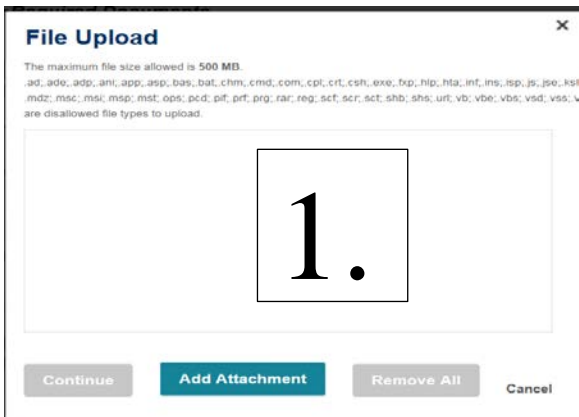 File Upload
×
The maximum file size allowed is 500 MB.
.ad;.ade;.adp;.ani;.app;.asp;.bas;.bat;.chm;.cmd;.com;.cpl;.crt;.csh;.exe;.fxp;.hlp;.hta;.inf;.ins;.isp;.js;.jse;.ksh
.mdz;.msc;.msi;.msp;.mst;.ops;.pcd;.pif;.prf;.prg;.rar;.reg;.scf;.scr;.sct;.shb;.shs;.url;.vb;.vbe;.vbs;.vsd;.vss;.v
are disallowed file types to upload.
1.
Continue
Add Attachment
Remove All
Cancel